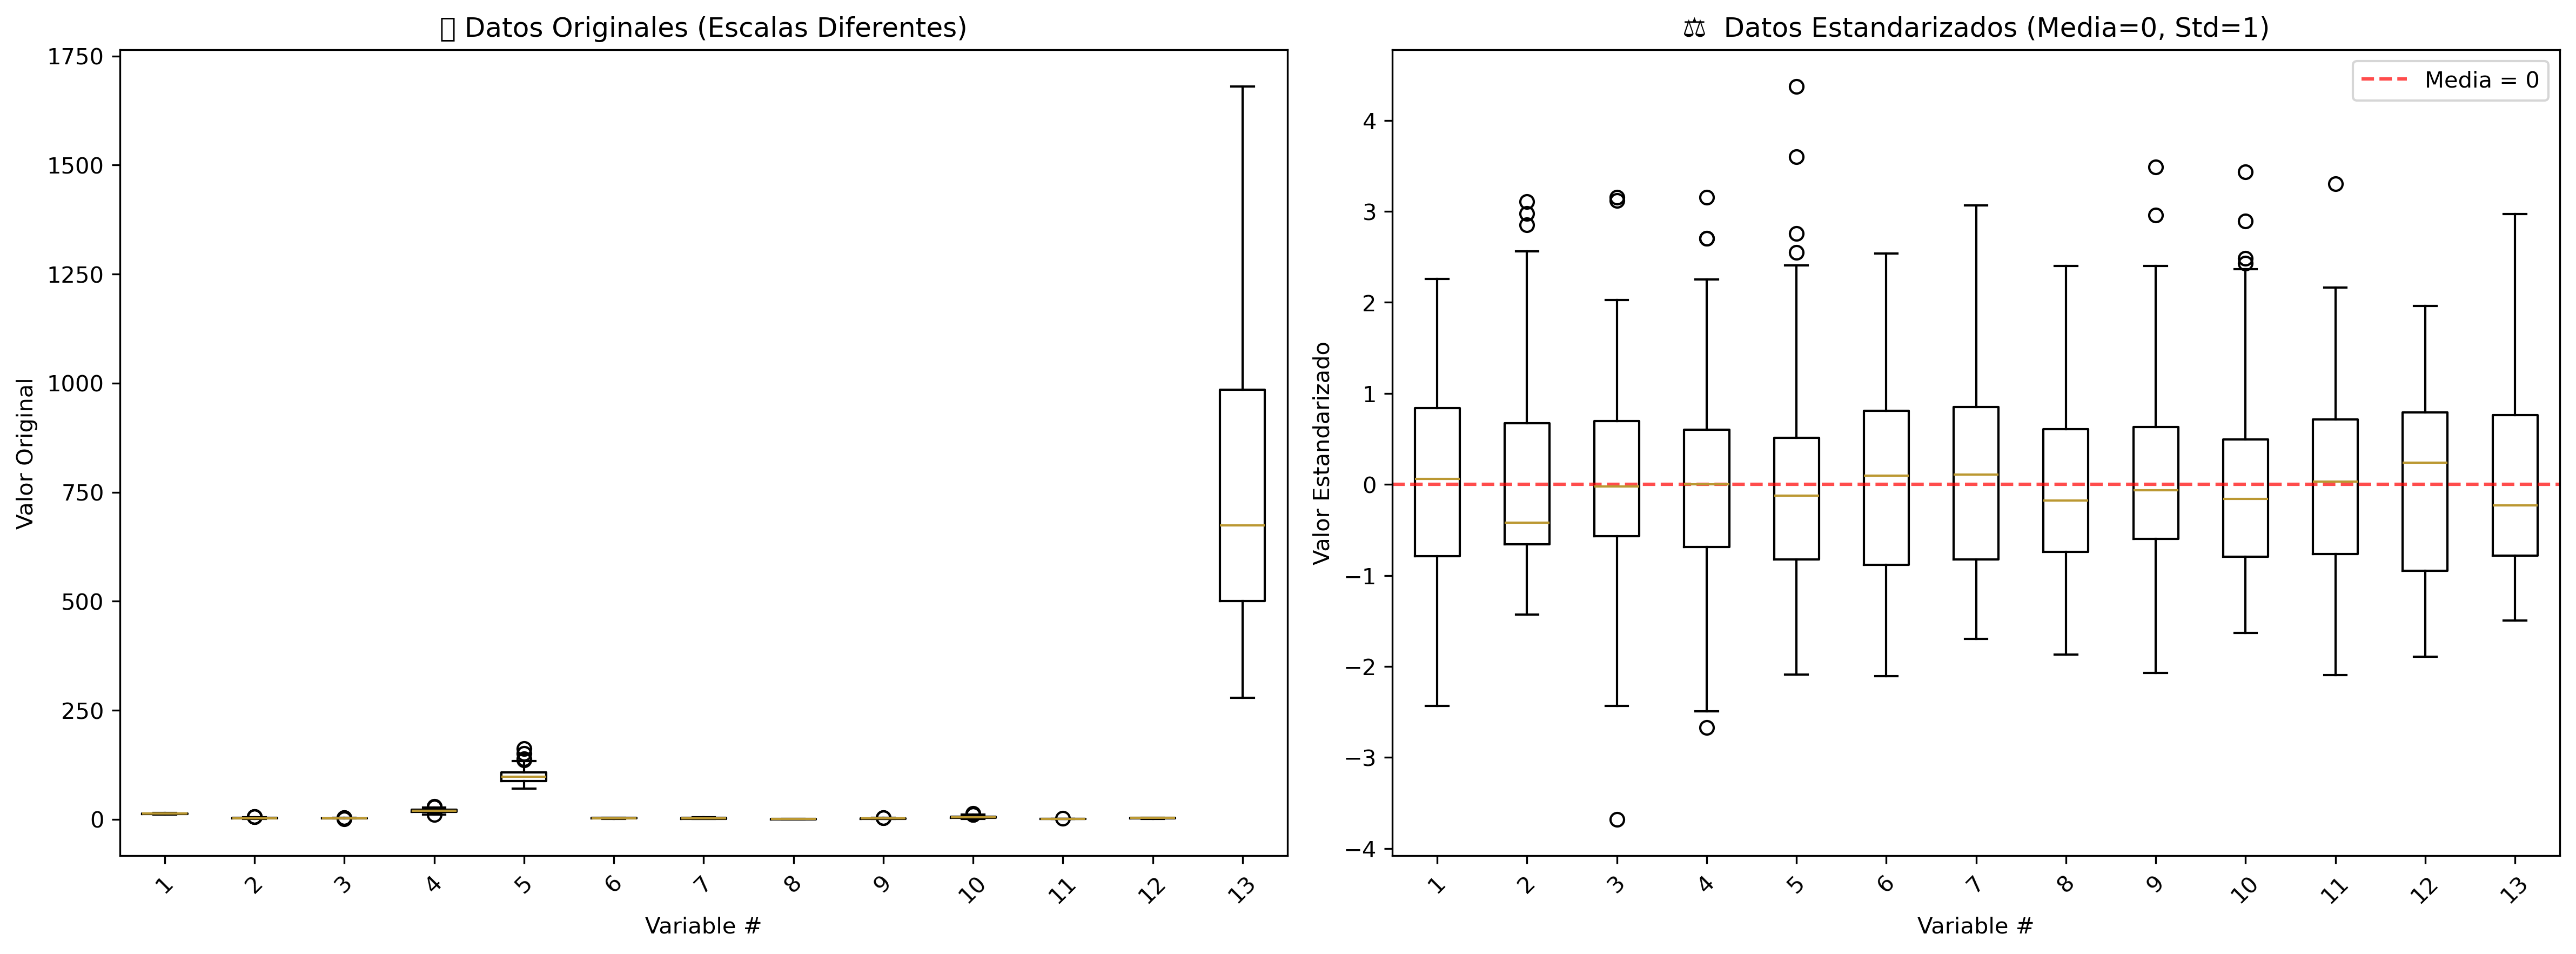 ▯ Datos Originales (Escalas Diferentes)
1750
1500
1250
1000
750
500
250
0
Valor Original
1 2 3 4 5 6 7 8 9 10 11 12 13
Variable #
⚖ Datos Estandarizados (Media=0, Std=1)
Media = 0
4
3
2
1
0
−1
−2
−3
−4
Valor Estandarizado
1 2 3 4 5 6 7 8 9 10 11 12 13
Variable #